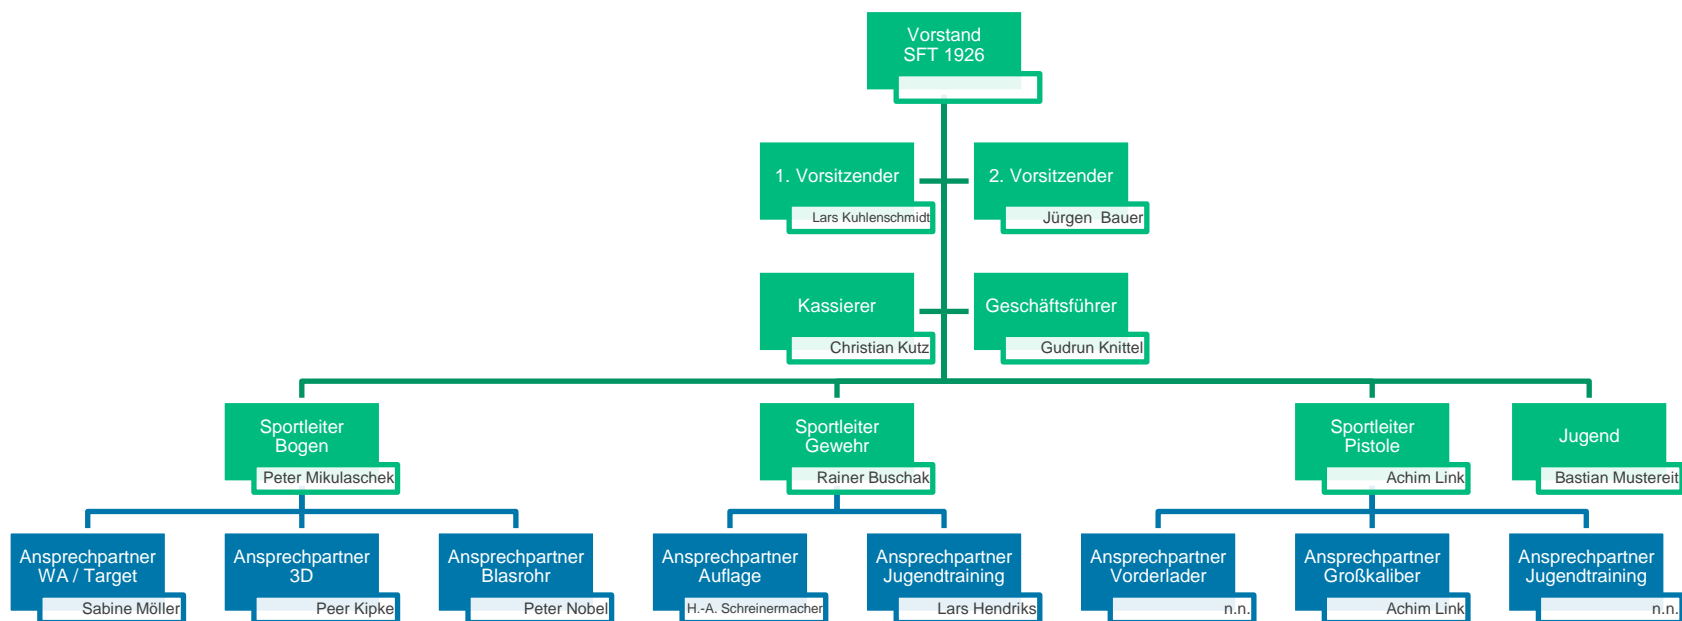 Vorstand
SFT 1926
1. Vorsitzender
Lars Kuhlenschmidt
2. Vorsitzender
Jürgen Bauer
Kassierer
Christian Kutz
Geschäftsführer
Gudrun Knittel
Sportleiter
Bogen
Peter Mikulaschek
Sportleiter
Gewehr
Rainer Buschak
Sportleiter
Pistole
Achim Link
Jugend
Bastian Mustereit
Ansprechpartner
WA / Target
Sabine Möller
Ansprechpartner
3D
Peer Kipke
Ansprechpartner
Blasrohr
Peter Nobel
Ansprechpartner
Auflage
H.-A. Schreinermacher
Ansprechpartner
Jugendtraining
Lars Hendriks
Ansprechpartner
Vorderlader
n.n.
Ansprechpartner
Großkaliber
Achim Link
Ansprechpartner
Jugendtraining
n.n.